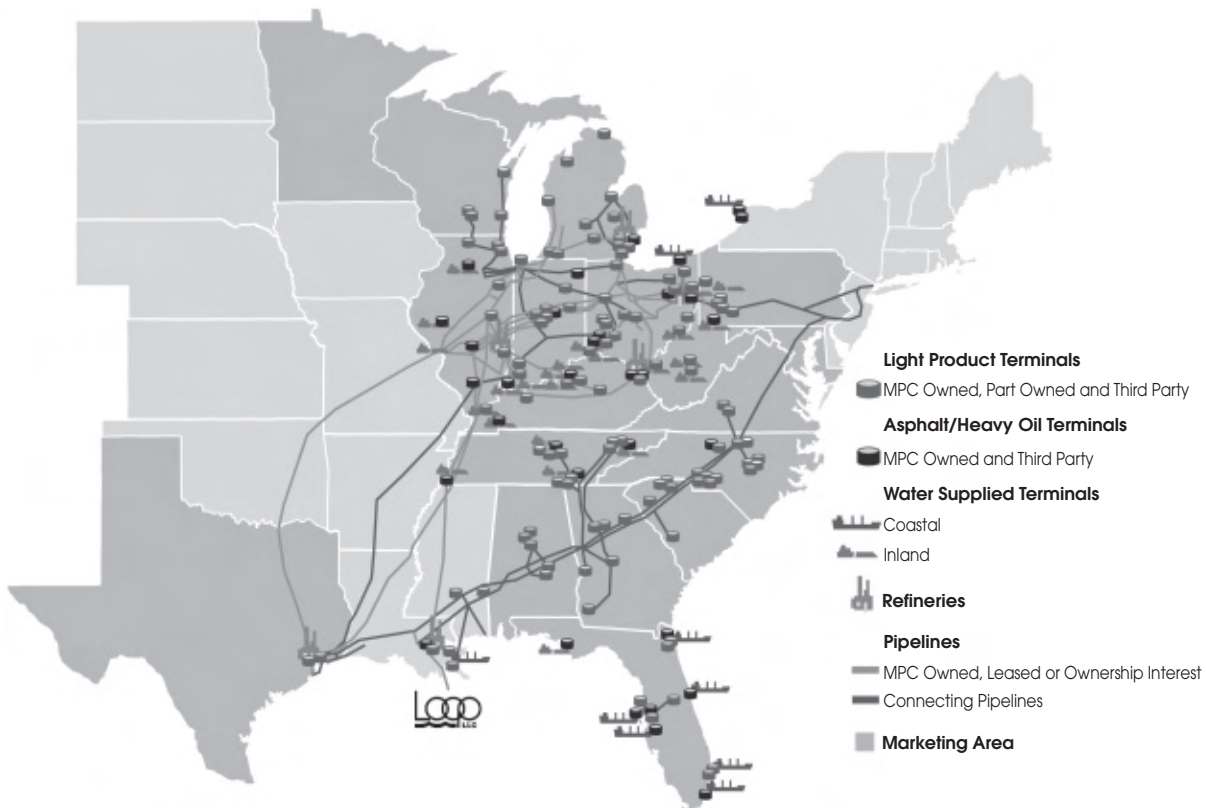 Light Product Terminals
MPC Owned, Part Owned and Third Party
Asphalt/Heavy Oil Terminals
MPC Owned and Third Party
Water Supplied Terminals
Coastal
Inland
Refineries
Pipelines
MPC Owned, Leased or Ownership Interest
Connecting Pipelines
Marketing Area
LOOP
LLC